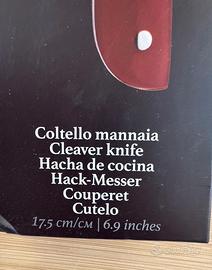 Coltello mannaia
Cleaver knife
Hacha de cocina
Hack-Messer
Couperet
Cutelo
17.5 cm/см | 6.9 inches